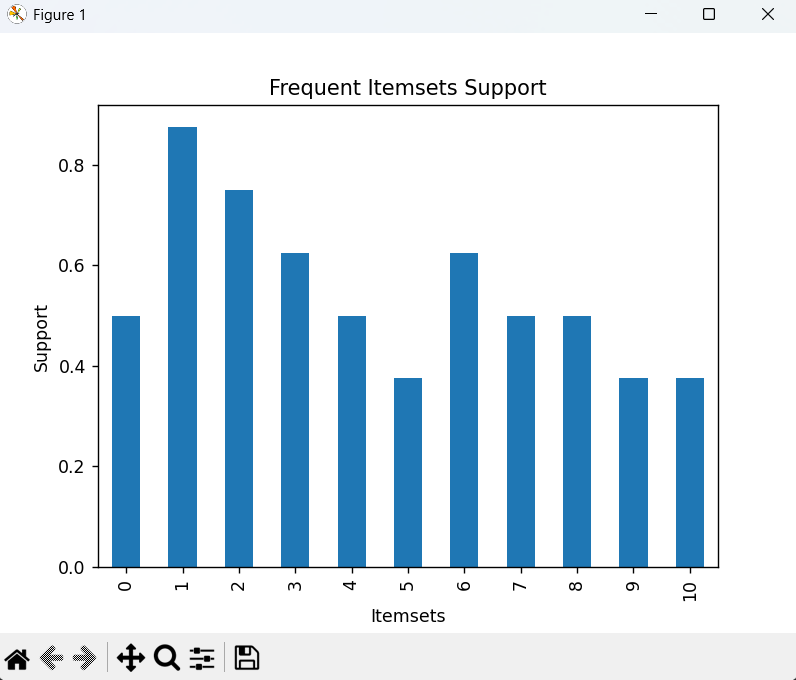 Figure 1
Frequent Itemsets Support
0.8
0.6
0.4
0.2
0.0
Support
0 1 2 3 4 5 6 7 8 9 10
Itemsets